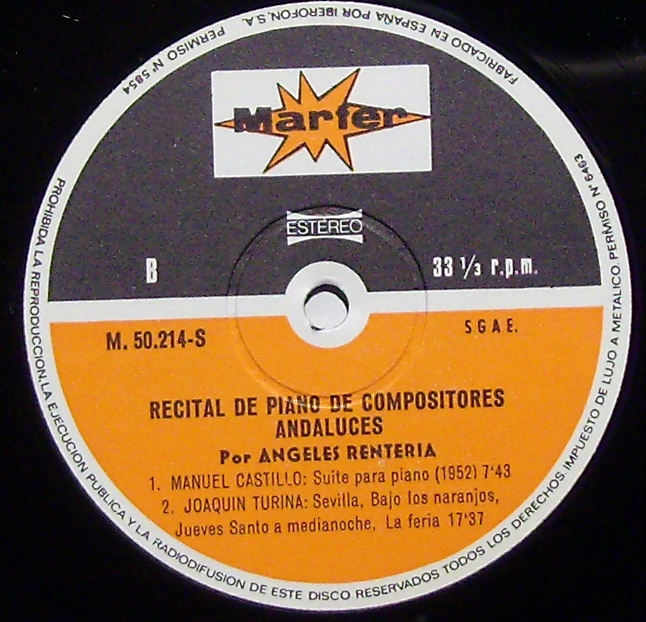 FABRICADO EN ESPAÑA POR IBEROFON, S.A. PERMISO Nº 5854
Marfer
ESTÉREO
B
33 1/3 r.p.m.
M. 50.214-S
S G A E.
RECITAL DE PIANO DE COMPOSITORES
ANDALUCES
Por ANGELES RENTERIA
1. MANUEL CASTILLO: Suite para piano (1952) 7'43
2. JOAQUIN TURINA: Sevilla, Bajo los naranjos,
Jueves Santo a medianoche, La feria 17'37
PROHIBIDA LA REPRODUCCION, LA EJECUCION PUBLICA Y LA RADIODIFUSION DE ESTE DISCO RESERVADOS TODOS LOS DERECHOS IMPUESTO DE LUJO A METALICO. PERMISO Nº 6463